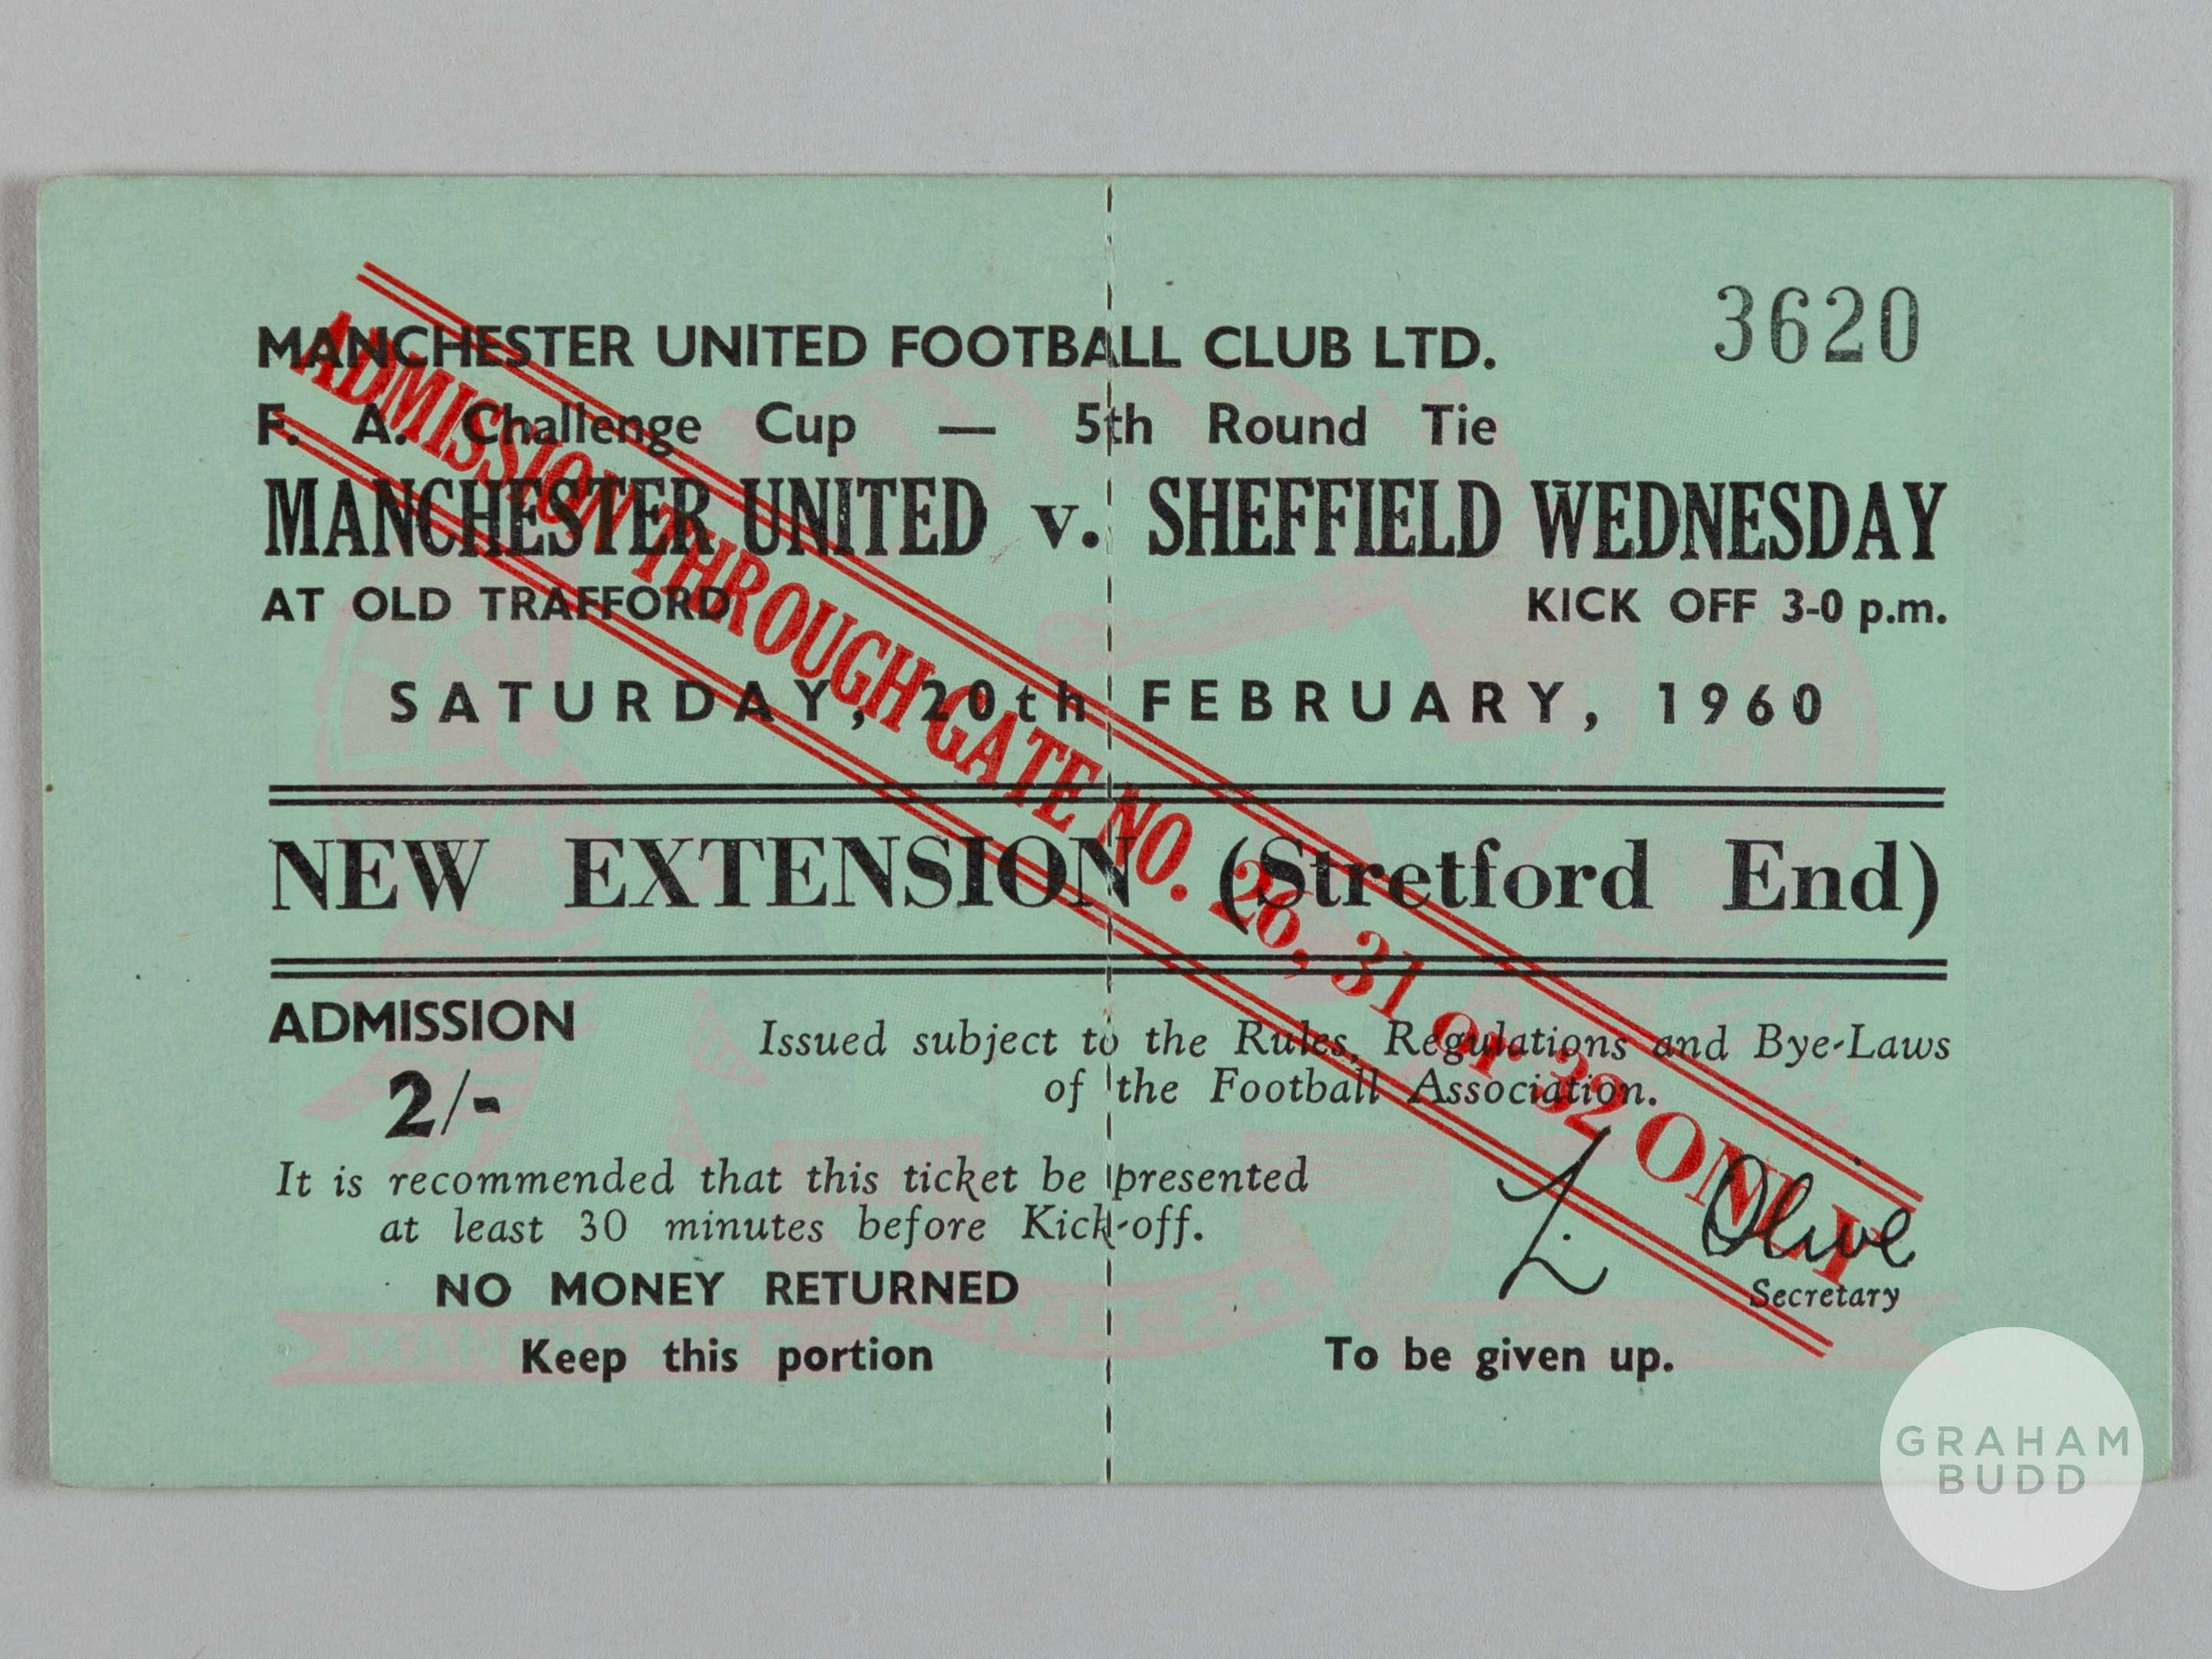 3620
MANCHESTER UNITED FOOTBALL CLUB LTD.
F. A. Challenge Cup — 5th Round Tie
MANCHESTER UNITED v. SHEFFIELD WEDNESDAY
AT OLD TRAFFORD KICK OFF 3-0 p.m.
SATURDAY, 20th FEBRUARY, 1960
ADMISSION THROUGH GATE NO. 26, 31 or 32 ONLY
NEW EXTENSION (Stretford End)
ADMISSION
2/-
Issued subject to the Rules, Regulations and Bye-Laws
of the Football Association.
It is recommended that this ticket be presented
at least 30 minutes before Kick-off.
L. Olive
Secretary
NO MONEY RETURNED
Keep this portion To be given up.
MANCHESTER UNITED
GRAHAM
BUDD